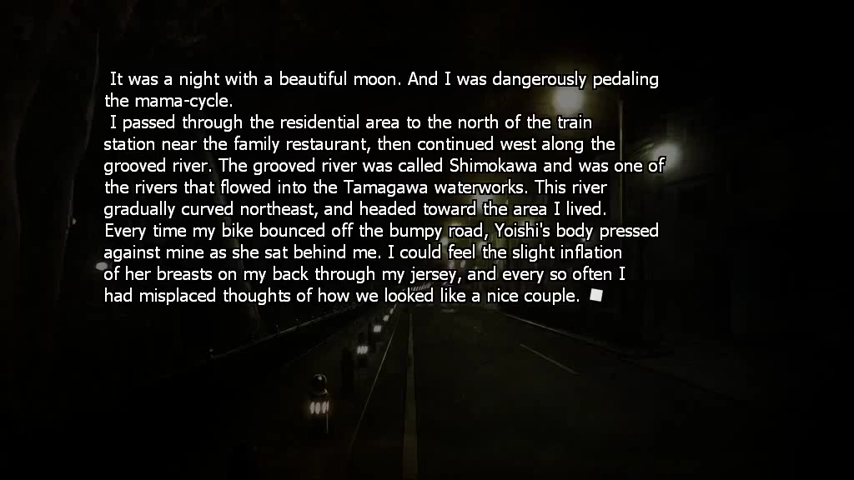 It was a night with a beautiful moon. And I was dangerously pedaling
the mama-cycle.
I passed through the residential area to the north of the train
station near the family restaurant, then continued west along the
grooved river. The grooved river was called Shimokawa and was one of
the rivers that flowed into the Tamagawa waterworks. This river
gradually curved northeast, and headed toward the area I lived.
Every time my bike bounced off the bumpy road, Yoishi's body pressed
against mine as she sat behind me. I could feel the slight inflation
of her breasts on my back through my jersey, and every so often I
had misplaced thoughts of how we looked like a nice couple.